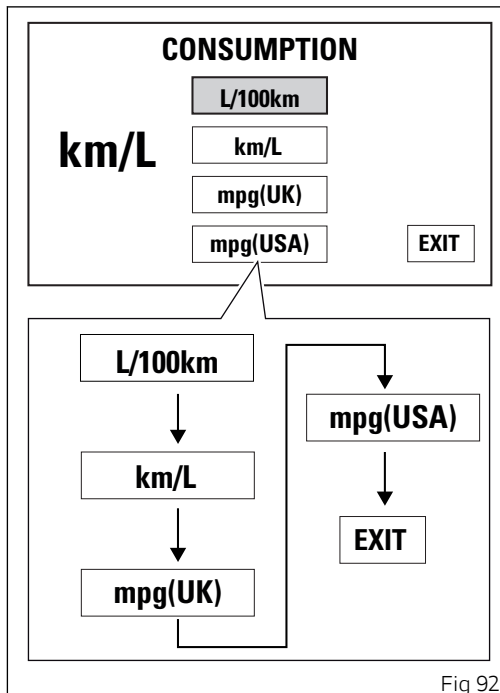 CONSUMPTION
km/L
L/100km
km/L
mpg(UK)
mpg(USA)
EXIT
L/100km
km/L
mpg(UK)
mpg(USA)
EXIT
Fig 92